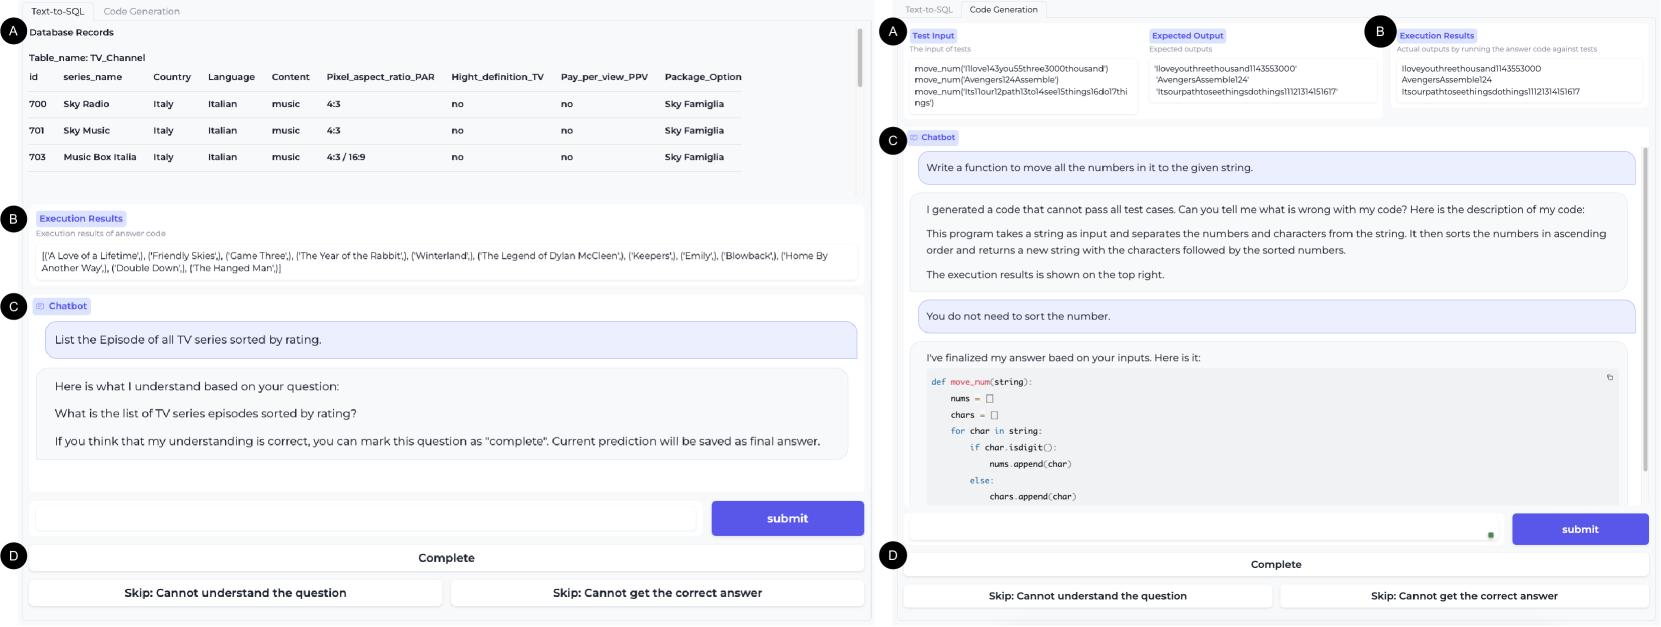 Text-to-SQL Code Generation
A
Database Records
Table_name: TV_Channel
id series_name Country Language Content Pixel_aspect_ratio_PAR Hight_definition_TV Pay_per_view_PPV Package_Option
700 Sky Radio Italy Italian music 4:3 no no Sky Famiglia
701 Sky Music Italy Italian music 4:3 no no Sky Famiglia
703 Music Box Italia Italy Italian music 4:3 / 16:9 no no Sky Famiglia
B
Execution Results
Execution results of answer code
[('A Love of a Lifetime',), ('Friendly Skies',), ('Game Three',), ('The Year of the Rabbit',), ('Winterland',), ('The Legend of Dylan McCleen',), ('Keepers',), ('Emily',), ('Blowback',), ('Home By
Another Way',), ('Double Down',), ('The Hanged Man',)]
C
Chatbot
List the Episode of all TV series sorted by rating.
Here is what I understand based on your question:
What is the list of TV series episodes sorted by rating?
If you think that my understanding is correct, you can mark this question as "complete". Current prediction will be saved as final answer.
submit
D
Complete
Skip: Cannot understand the question Skip: Cannot get the correct answer
Text-to-SQL Code Generation
A
Test Input
The input of tests
move_num('I1love143you55three3000thousand')
move_num('Avengers124Assemble')
move_num('Its11our12path13to14see15things16do17thi
ngs')
Expected Output
Expected outputs
'Iloveyouthreethousand1143553000'
'AvengersAssemble124'
'Itsourpathtoseethingsdothings11121314151617'
B
Execution Results
Actual outputs by running the answer code against tests
Iloveyouthreethousand1143553000
AvengersAssemble124
Itsourpathtoseethingsdothings11121314151617
C
Chatbot
Write a function to move all the numbers in it to the given string.
I generated a code that cannot pass all test cases. Can you tell me what is wrong with my code? Here is the description of my code:
This program takes a string as input and separates the numbers and characters from the string. It then sorts the numbers in ascending
order and returns a new string with the characters followed by the sorted numbers.
The execution results is shown on the top right.
You do not need to sort the number.
I've finalized my answer baed on your inputs. Here is it:
def move_num(string):
nums = []
chars = []
for char in string:
if char.isdigit():
nums.append(char)
else:
chars.append(char)
submit
D
Complete
Skip: Cannot understand the question Skip: Cannot get the correct answer